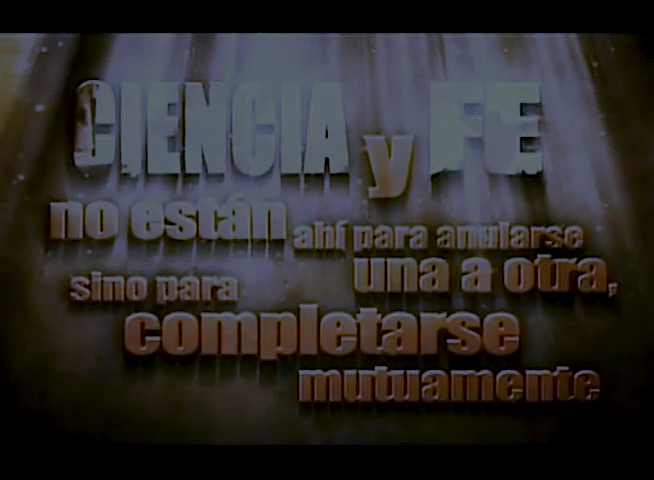 CIENCIA y FE
no están ahí para anularse
una a otra,
sino para
completarse
mutuamente